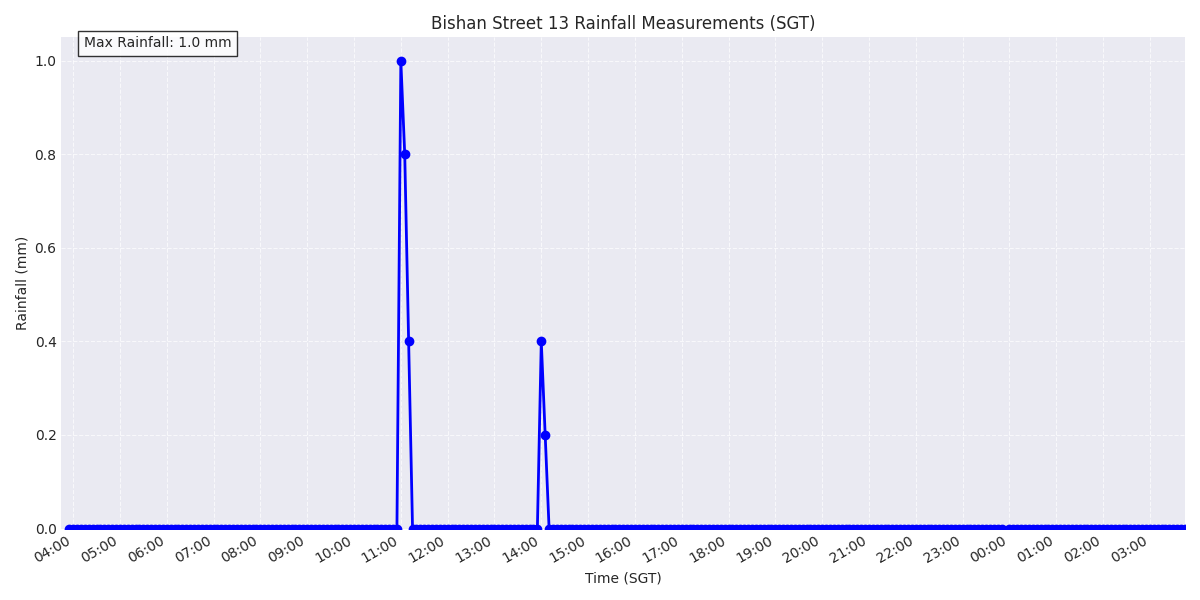 Bishan Street 13 Rainfall Measurements (SGT)
Max Rainfall: 1.0 mm
Rainfall (mm)
1.0
0.8
0.6
0.4
0.2
0.0
04:00 05:00 06:00 07:00 08:00 09:00 10:00 11:00 12:00 13:00 14:00 15:00 16:00 17:00 18:00 19:00 20:00 21:00 22:00 23:00 00:00 01:00 02:00 03:00
Time (SGT)